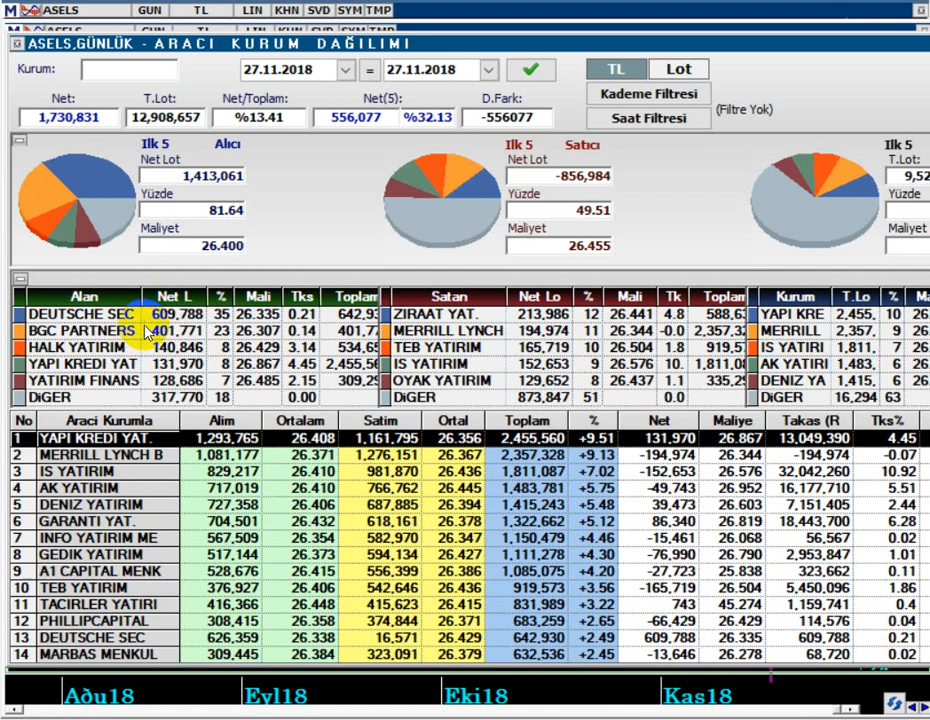 M ASELS GUN TL LIN KHN SVD SYM TMP
ASELS,GÜNLÜK - ARACI KURUM DAĞILIMI
Kurum: 27.11.2018 = 27.11.2018 TL Lot
Kademe Filtresi
Net: T.Lot: Net/Toplam: Net(5): D.Fark: (Filtre Yok)
1,730,831 12,908,657 %13.41 556,077 %32.13 -556077 Saat Filtresi
Ilk 5 Alıcı Ilk 5 Satıcı Ilk 5
Net Lot Net Lot T.Lot:
1,413,061 -856,984 9,52
Yüzde Yüzde Yüzde
81.64 49.51
Maliyet Maliyet Maliyet
26.400 26.455
Alan Net L % Mali Tks Toplam Satan Net Lo % Mali Tk Toplam Kurum T.Lo % Ma
DEUTSCHE SEC 609,788 35 26.335 0.21 642,93 ZIRAAT YAT. 213,986 12 26.441 4.8 588,6 YAPI KRE 2,455, 10 26
BGC PARTNERS 401,771 23 26.307 0.14 401,77 MERRILL LYNCH 194,974 11 26.344 -0.0 2,357,3 MERRILL 2,357, 9 26
HALK YATIRIM 140,846 8 26.429 3.14 534,65 TEB YATIRIM 165,719 10 26.504 1.8 919,5 IS YATIRI 1,811, 7 26
YAPI KREDI YAT 131,970 8 26.867 4.45 2,455,56 IS YATIRIM 152,653 9 26.576 10. 1,811,0 AK YATIRI 1,483, 6 26
YATIRIM FINANS 128,686 7 26.485 2.15 309,2 OYAK YATIRIM 129,652 8 26.437 1.1 335,2 DENIZ YA 1,415, 6 26
DiGER 317,770 18 0.00 DiGER 873,847 51 0.0 DiGER 16,294 63
No Araci Kurumla Alim Ortalam Satim Ortal Toplam % Net Maliye Takas (R Tks%
1 YAPI KREDI YAT. 1,293,765 26.408 1,161,795 26.356 2,455,560 +9.51 131,970 26.867 13,049,390 4.45
2 MERRILL LYNCH B 1,081,177 26.371 1,276,151 26.367 2,357,328 +9.13 -194,974 26.344 -194,974 -0.07
3 IS YATIRIM 829,217 26.410 981,870 26.436 1,811,087 +7.02 -152,653 26.576 32,042,260 10.92
4 AK YATIRIM 717,019 26.410 766,762 26.445 1,483,781 +5.75 -49,743 26.952 16,177,710 5.51
5 DENIZ YATIRIM 727,358 26.406 687,885 26.394 1,415,243 +5.48 39,473 26.603 7,151,405 2.44
6 GARANTI YAT. 704,501 26.432 618,161 26.378 1,322,662 +5.12 86,340 26.819 18,443,700 6.28
7 INFO YATIRIM ME 567,509 26.354 582,970 26.347 1,150,479 +4.46 -15,461 26.068 56,567 0.02
8 GEDIK YATIRIM 517,144 26.373 594,134 26.427 1,111,278 +4.30 -76,990 26.790 2,953,847 1.01
9 A1 CAPITAL MENK 528,676 26.415 556,399 26.386 1,085,075 +4.20 -27,723 25.838 323,662 0.11
10 TEB YATIRIM 376,927 26.406 542,646 26.436 919,573 +3.56 -165,719 26.504 5,450,096 1.86
11 TACIRLER YATIRI 416,366 26.448 415,623 26.415 831,989 +3.22 743 45.274 1,159,741 0.4
12 PHILLIPCAPITAL 308,415 26.358 374,844 26.371 683,259 +2.65 -66,429 26.429 114,576 0.04
13 DEUTSCHE SEC 626,359 26.338 16,571 26.429 642,930 +2.49 609,788 26.335 609,788 0.21
14 MARBAS MENKUL 309,445 26.384 323,091 26.379 632,536 +2.45 -13,646 26.278 68,720 0.02
Aðu18 Eyl18 Eki18 Kas18